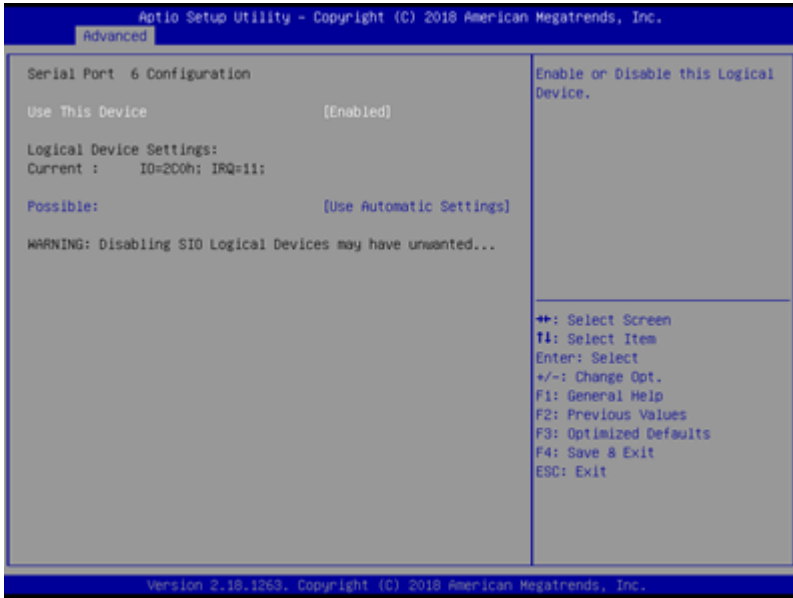 Aptio Setup Utility – Copyright (C) 2018 American Megatrends, Inc.
Advanced
Serial Port 6 Configuration
Use This Device [Enabled]
Logical Device Settings:
Current : IO=2C0h; IRQ=11;
Possible: [Use Automatic Settings]
WARNING: Disabling SIO Logical Devices may have unwanted...
Enable or Disable this Logical
Device.
→←: Select Screen
↑↓: Select Item
Enter: Select
+/-: Change Opt.
F1: General Help
F2: Previous Values
F3: Optimized Defaults
F4: Save & Exit
ESC: Exit
Version 2.18.1263. Copyright (C) 2018 American Megatrends, Inc.